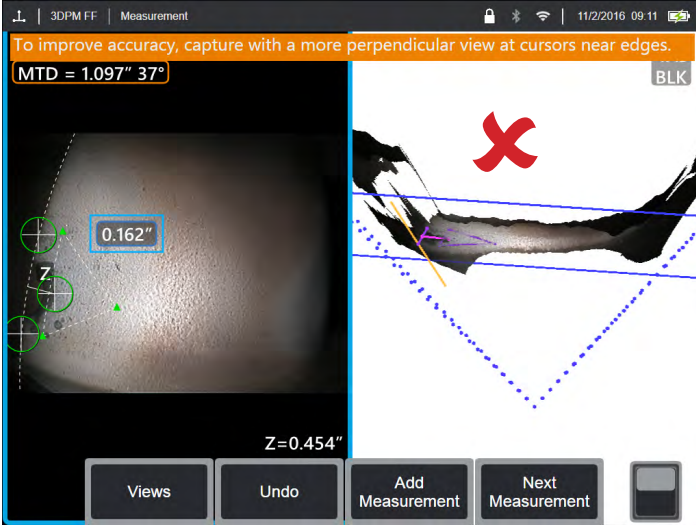 3DPM FF Measurement 11/2/2016 09:11
To improve accuracy, capture with a more perpendicular view at cursors near edges.
MTD = 1.097" 37°
BLK
0.162"
Z
Z=0.454"
Views
Undo
Add
Measurement
Next
Measurement